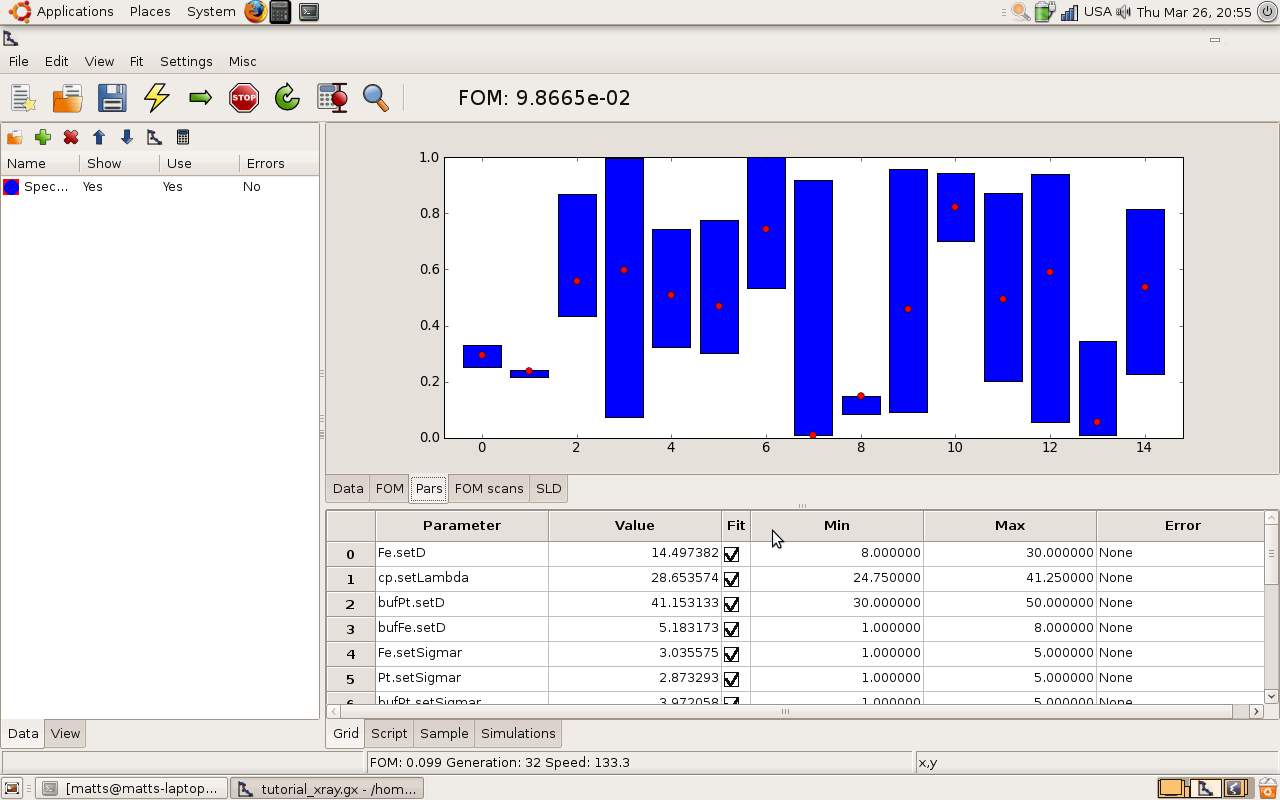 Applications Places System USA Thu Mar 26, 20:55
File Edit View Fit Settings Misc
STOP FOM: 9.8665e-02
Name Show Use Errors
Spec... Yes Yes No
1.0
0.8
0.6
0.4
0.2
0.0
0 2 4 6 8 10 12 14
Data FOM Pars FOM scans SLD
Parameter Value Fit Min Max Error
0 Fe.setD 14.497382 8.000000 30.000000 None
1 cp.setLambda 28.653574 24.750000 41.250000 None
2 bufPt.setD 41.153133 30.000000 50.000000 None
3 bufFe.setD 5.183173 1.000000 8.000000 None
4 Fe.setSigmar 3.035575 1.000000 5.000000 None
5 Pt.setSigmar 2.873293 1.000000 5.000000 None
6 bufPt.setSigmar 3.972058 1.000000 5.000000 None
Data View Grid Script Sample Simulations
FOM: 0.099 Generation: 32 Speed: 133.3 x,y
[matts@matts-laptop... tutorial_xray.gx - /hom...